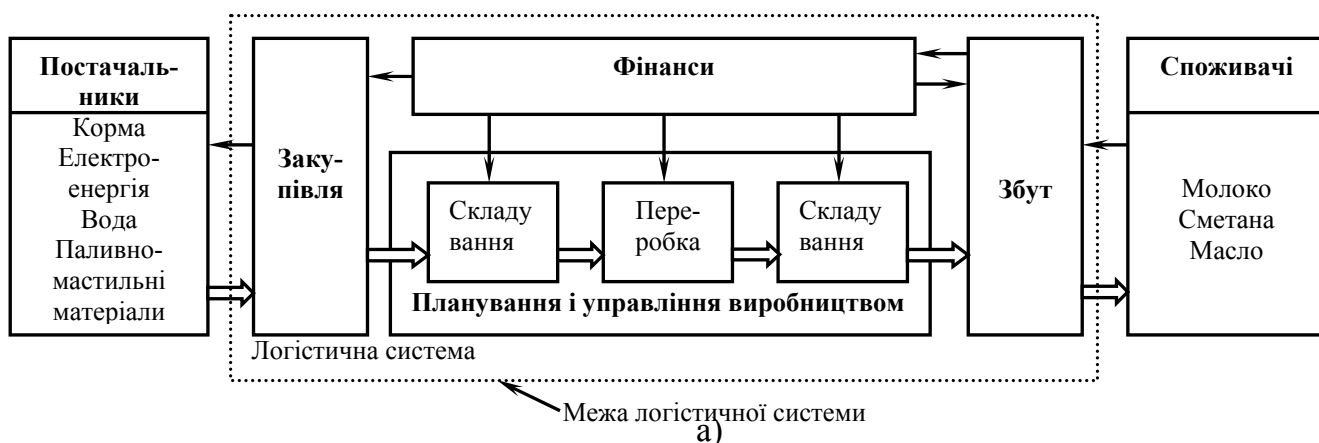 Постачаль-
ники
Корма
Електро-
енергія
Вода
Паливно-
мастильні
матеріали
Заку-
півля
Фінанси
Складу
вання
Пере-
робка
Складу
вання
Планування і управління виробництвом
Збут
Споживачі
Молоко
Сметана
Масло
Логістична система
Межа логістичної системи
а)